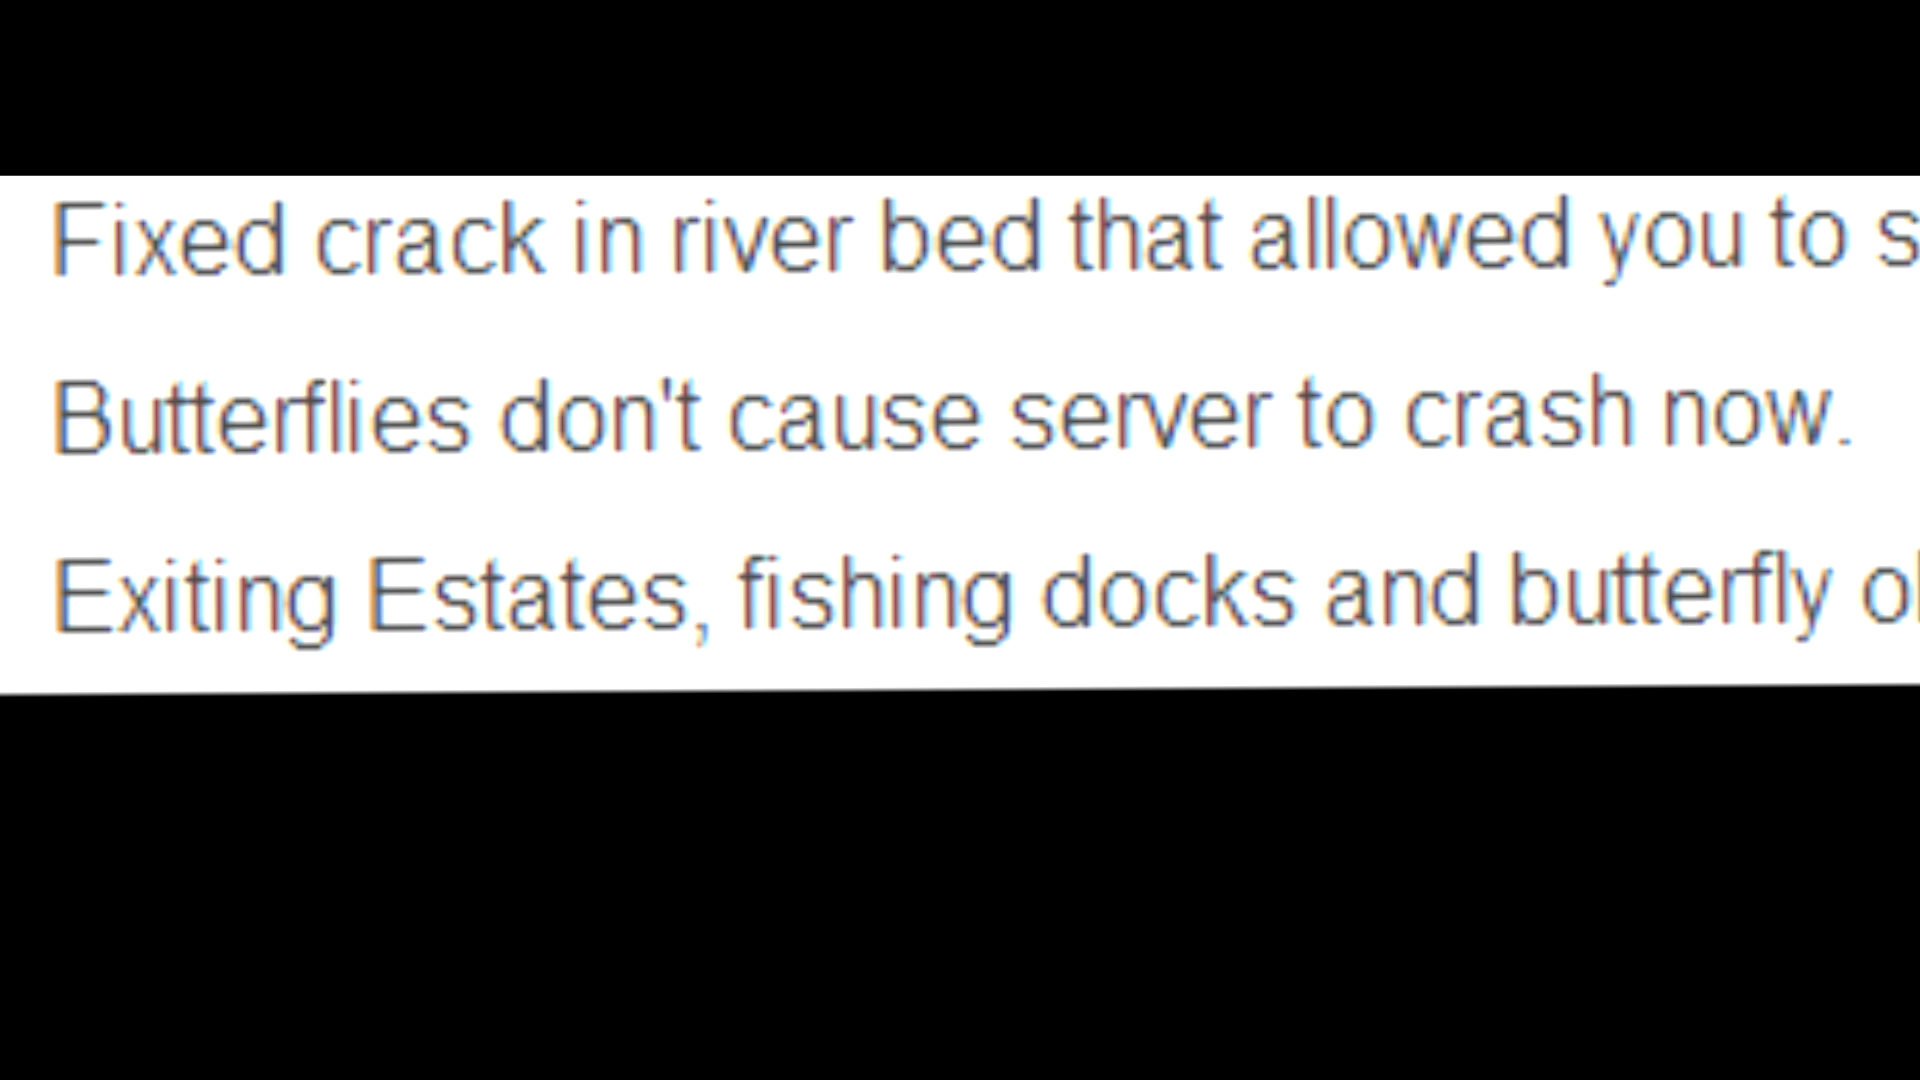 Fixed crack in river bed that allowed you to
Butterflies don't cause server to crash now.
Exiting Estates, fishing docks and butterfly